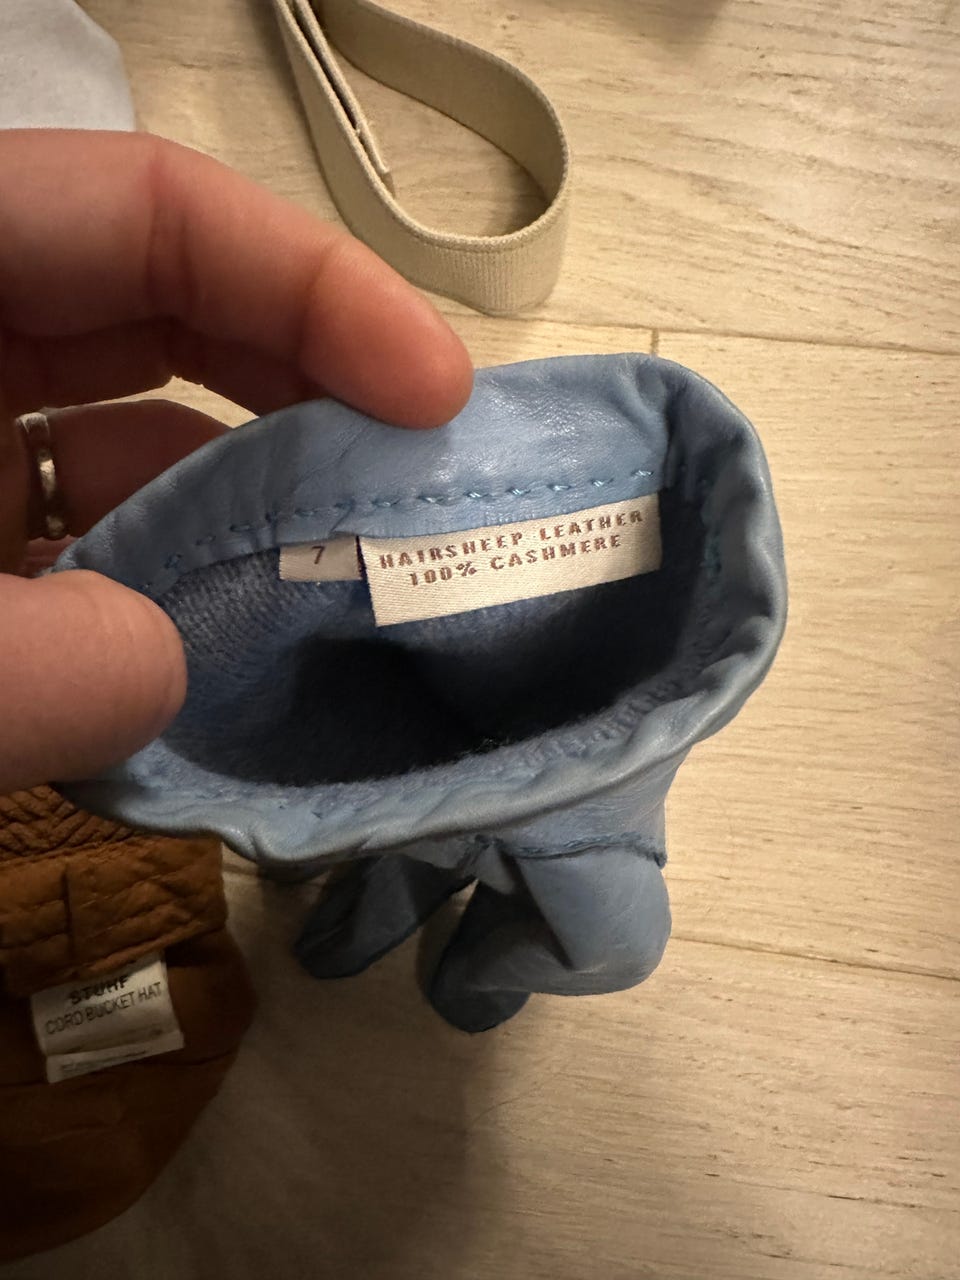 7
HAIRSHEEP LEATHER
100% CASHMERE
STUHF
CORD BUCKET HAT